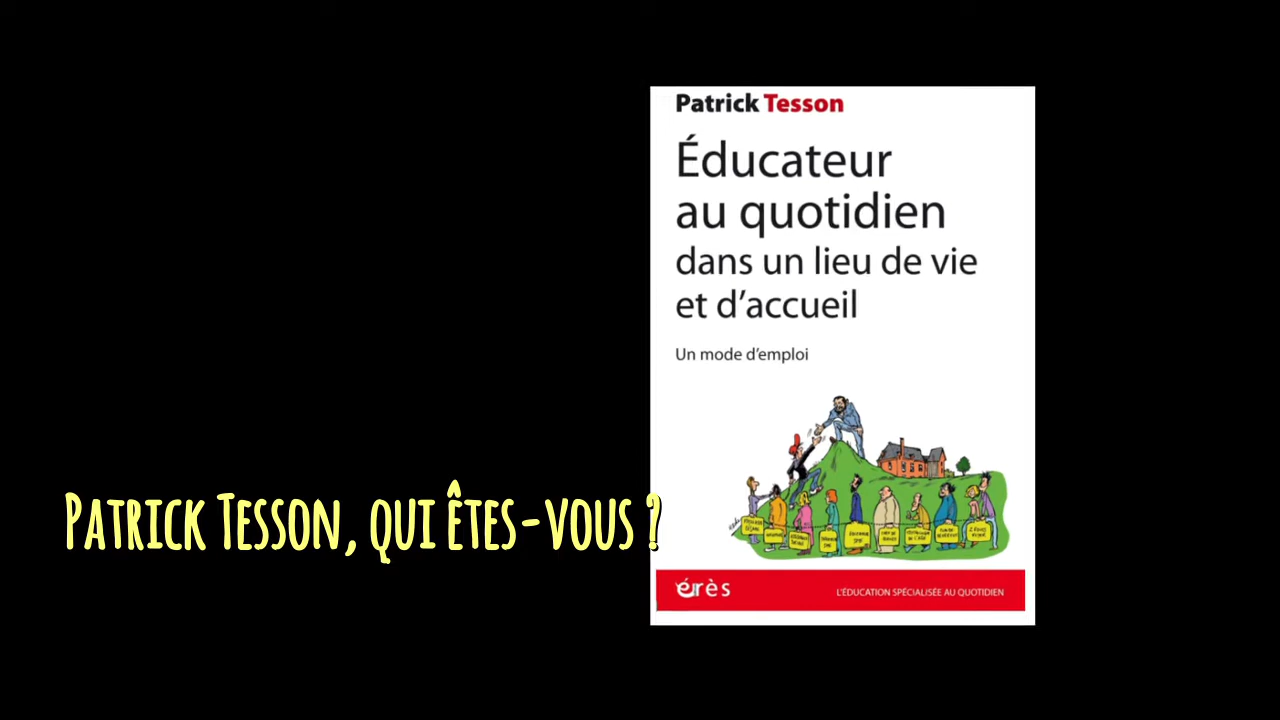 Patrick Tesson
Éducateur
au quotidien
dans un lieu de vie
et d'accueil
Un mode d'emploi
Patrick Tesson, qui êtes-vous ?
érès
L'ÉDUCATION SPÉCIALISÉE AU QUOTIDIEN